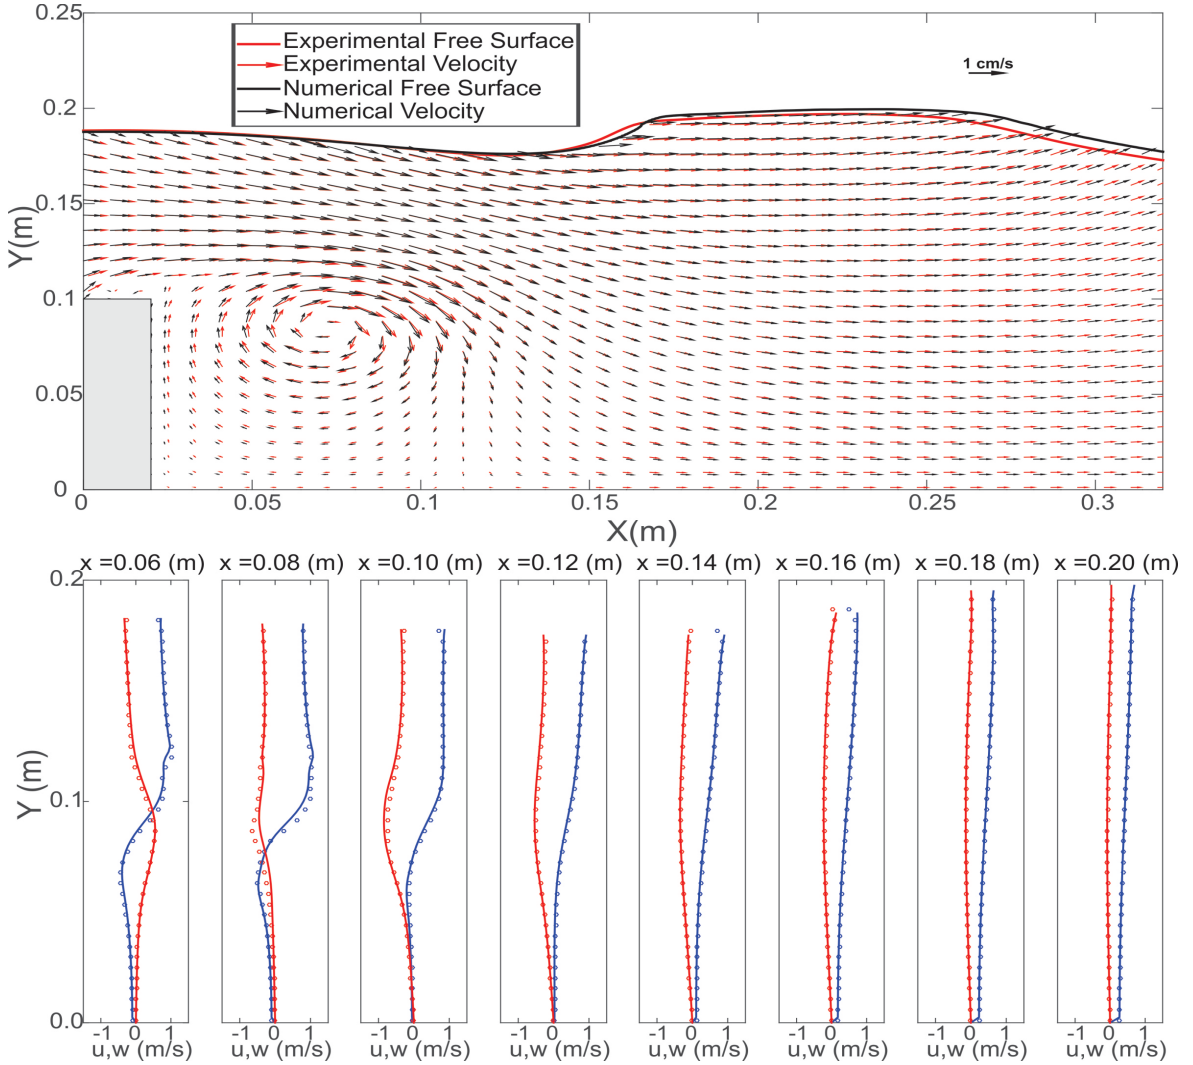 0.25
Experimental Free Surface
Experimental Velocity
Numerical Free Surface
Numerical Velocity
1 cm/s
0.2
0.15
0.1
0.05
0
Y(m)
0 0.05 0.1 0.15 0.2 0.25 0.3
X(m)
x =0.06 (m) x =0.08 (m) x =0.10 (m) x =0.12 (m) x =0.14 (m) x =0.16 (m) x =0.18 (m) x =0.20 (m)
0.2
0.1
0.0
Y (m)
-1 0 1 -1 0 1 -1 0 1 -1 0 1 -1 0 1 -1 0 1 -1 0 1 -1 0 1
u,w (m/s) u,w (m/s) u,w (m/s) u,w (m/s) u,w (m/s) u,w (m/s) u,w (m/s) u,w (m/s)